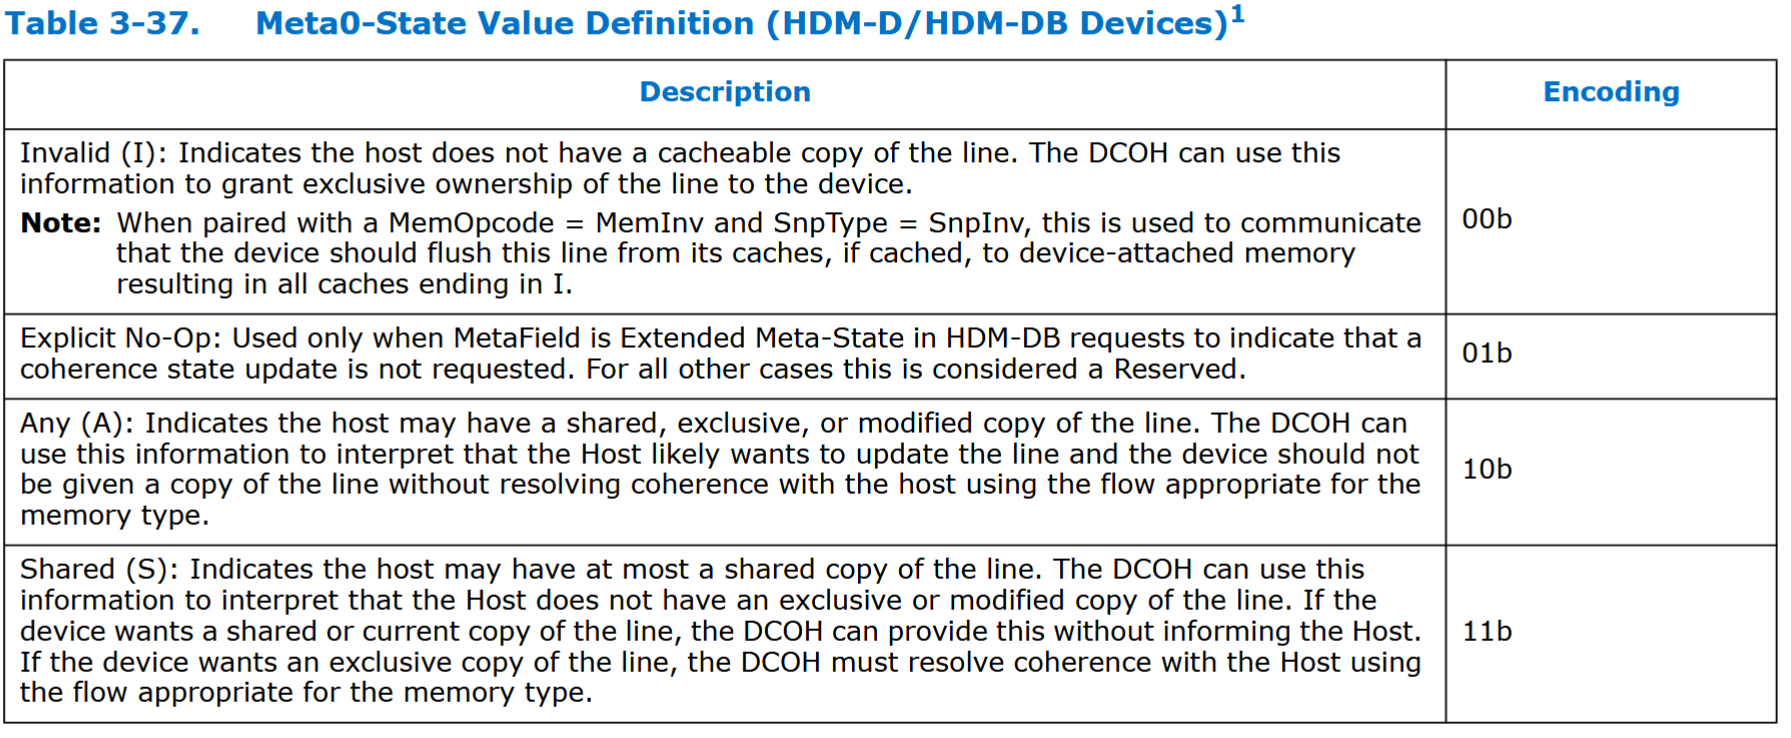 Table 3-37. Meta0-State Value Definition (HDM-D/HDM-DB Devices)1
Description Encoding
Invalid (I): Indicates the host does not have a cacheable copy of the line. The DCOH can use this
information to grant exclusive ownership of the line to the device.
Note: When paired with a MemOpcode = MemInv and SnpType = SnpInv, this is used to communicate
that the device should flush this line from its caches, if cached, to device-attached memory
resulting in all caches ending in I.
00b
Explicit No-Op: Used only when MetaField is Extended Meta-State in HDM-DB requests to indicate that a
coherence state update is not requested. For all other cases this is considered a Reserved.
01b
Any (A): Indicates the host may have a shared, exclusive, or modified copy of the line. The DCOH can
use this information to interpret that the Host likely wants to update the line and the device should not
be given a copy of the line without resolving coherence with the host using the flow appropriate for the
memory type.
10b
Shared (S): Indicates the host may have at most a shared copy of the line. The DCOH can use this
information to interpret that the Host does not have an exclusive or modified copy of the line. If the
device wants a shared or current copy of the line, the DCOH can provide this without informing the Host.
If the device wants an exclusive copy of the line, the DCOH must resolve coherence with the Host using
the flow appropriate for the memory type.
11b